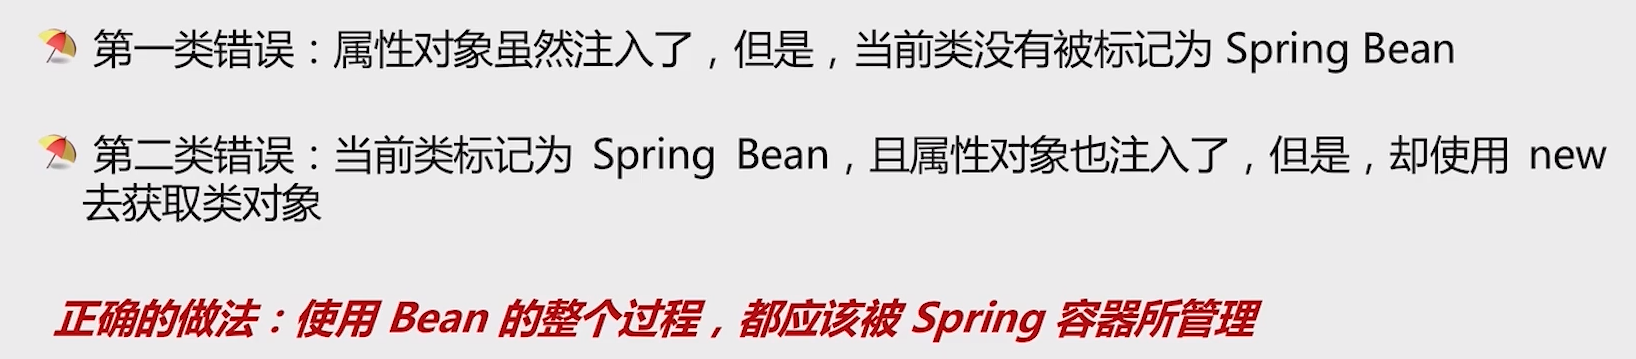 第一类错误：属性对象虽然注入了，但是，当前类没有被标记为 Spring Bean
第二类错误：当前类标记为 Spring Bean，且属性对象也注入了，但是，却使用 new
去获取类对象
正确的做法：使用 Bean 的整个过程，都应该被 Spring 容器所管理